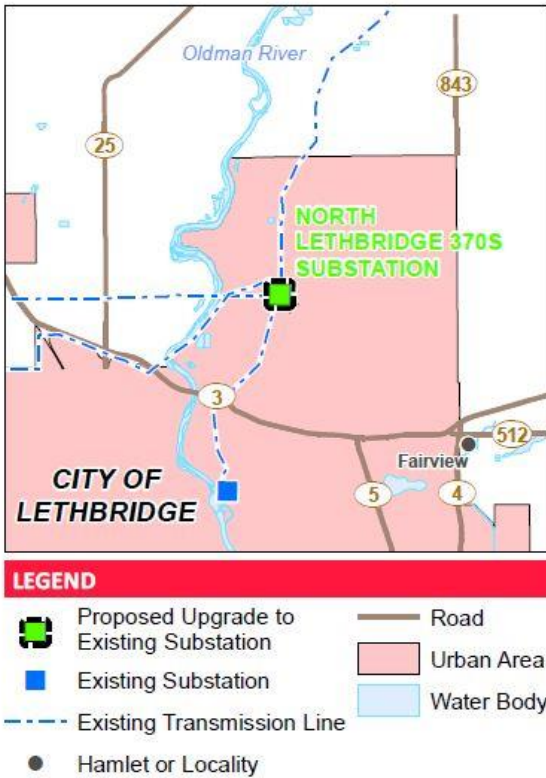 Oldman River
843
25
NORTH
LETHBRIDGE 370S
SUBSTATION
3
512
Fairview
CITY OF
LETHBRIDGE
5
4
LEGEND
Proposed Upgrade to
Existing Substation
Existing Substation
Existing Transmission Line
Hamlet or Locality
Road
Urban Area
Water Body